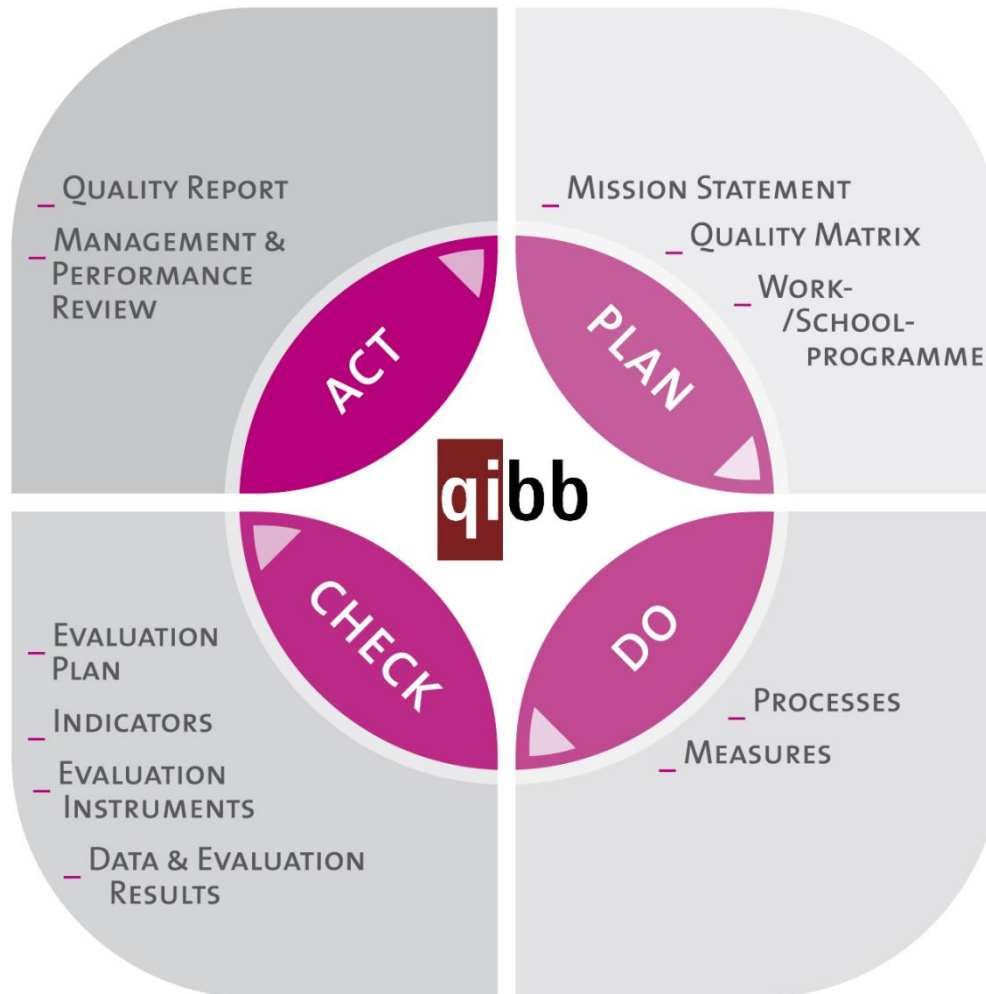 QUALITY REPORT
MANAGEMENT &
PERFORMANCE
REVIEW
ACT
MISSION STATEMENT
QUALITY MATRIX
WORK-
/SCHOOL-
PROGRAMME
PLAN
qibb
CHECK
EVALUATION
PLAN
INDICATORS
EVALUATION
INSTRUMENTS
DATA & EVALUATION
RESULTS
DO
PROCESSES
MEASURES